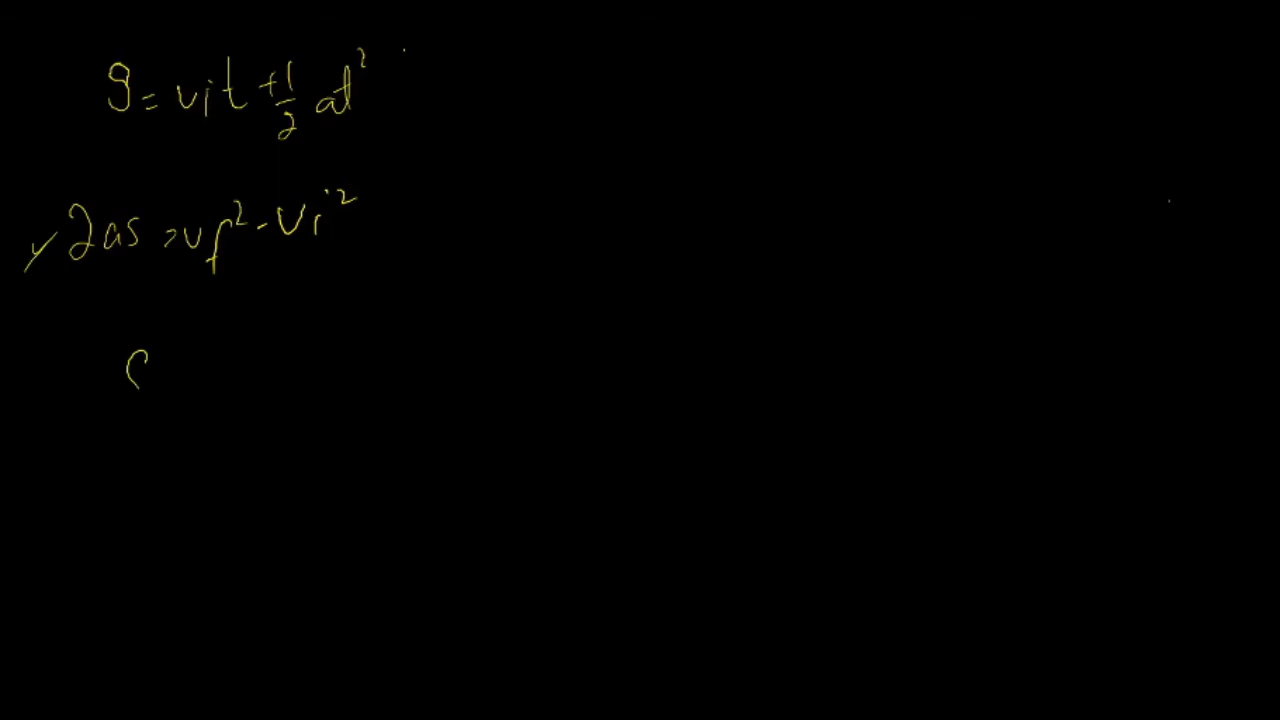 S = vit + 1/2 at²
2as = vf² - vi²